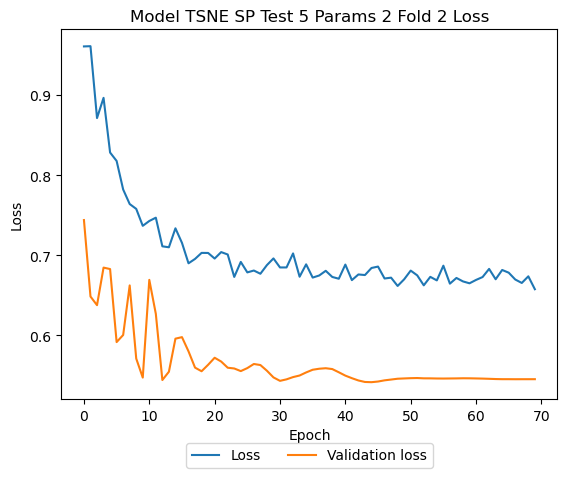 Model TSNE SP Test 5 Params 2 Fold 2 Loss
0.9
0.8
0.7
0.6
Loss
0 10 20 30 40 50 60 70
Epoch
Loss Validation loss